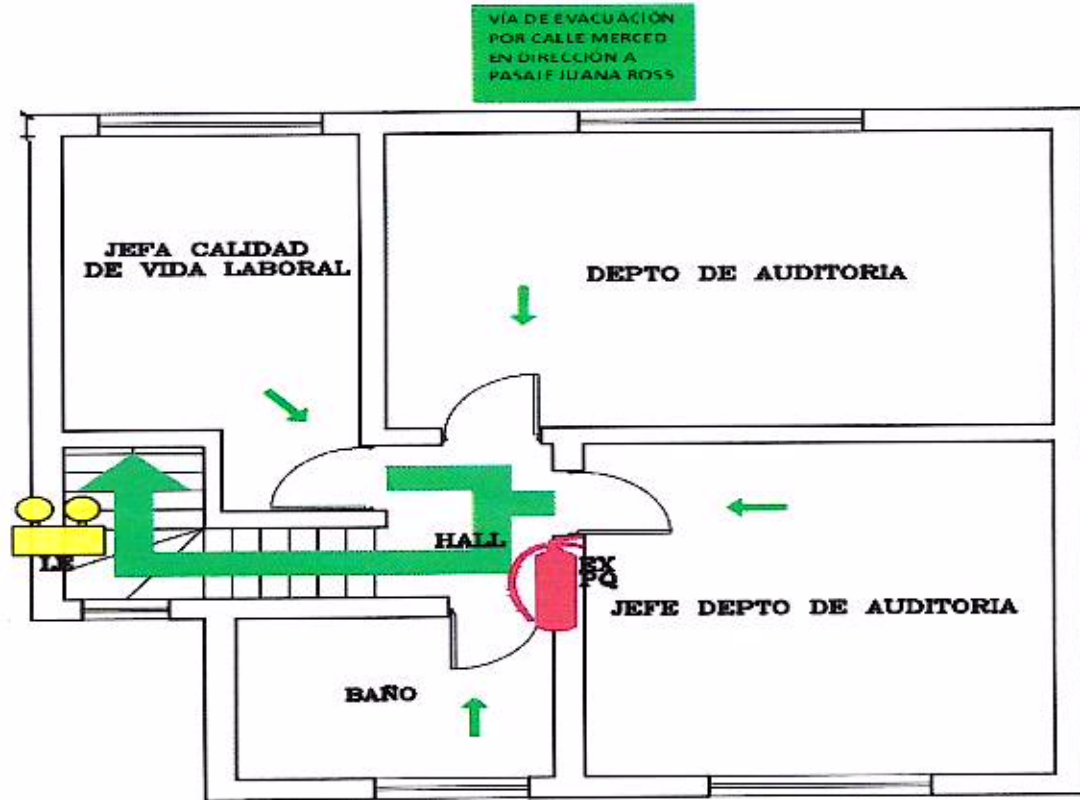 VÍA DE EVACUACIÓN
POR CALLE MERCED
EN DIRECCIÓN A
PASAJE JUANA ROSS
JEFA CALIDAD
DE VIDA LABORAL
DEPTO DE AUDITORIA
HALL
LE
EX
PQ
JEFE DEPTO DE AUDITORIA
BAÑO